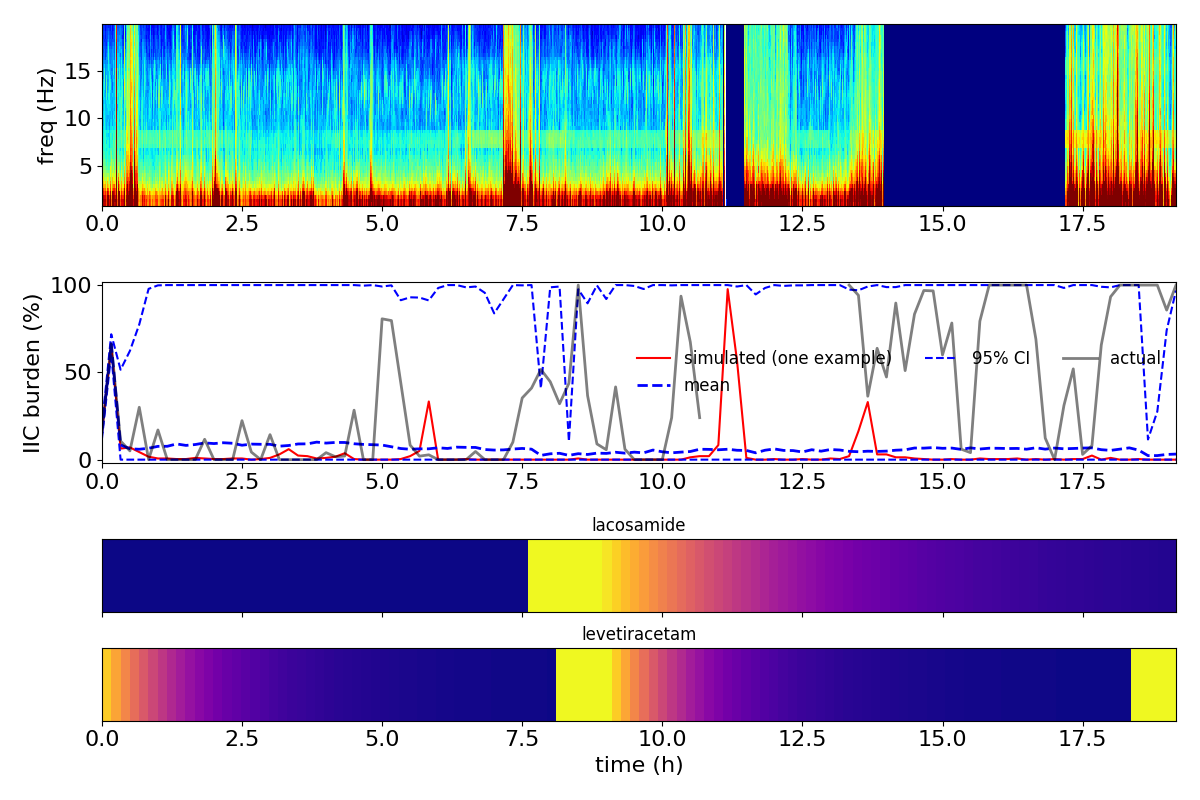 freq (Hz)
15
10
5
0.0 2.5 5.0 7.5 10.0 12.5 15.0 17.5
IIC burden (%)
100
50
0
simulated (one example) 95% CI actual
mean
0.0 2.5 5.0 7.5 10.0 12.5 15.0 17.5
lacosamide
levetiracetam
0.0 2.5 5.0 7.5 10.0 12.5 15.0 17.5
time (h)